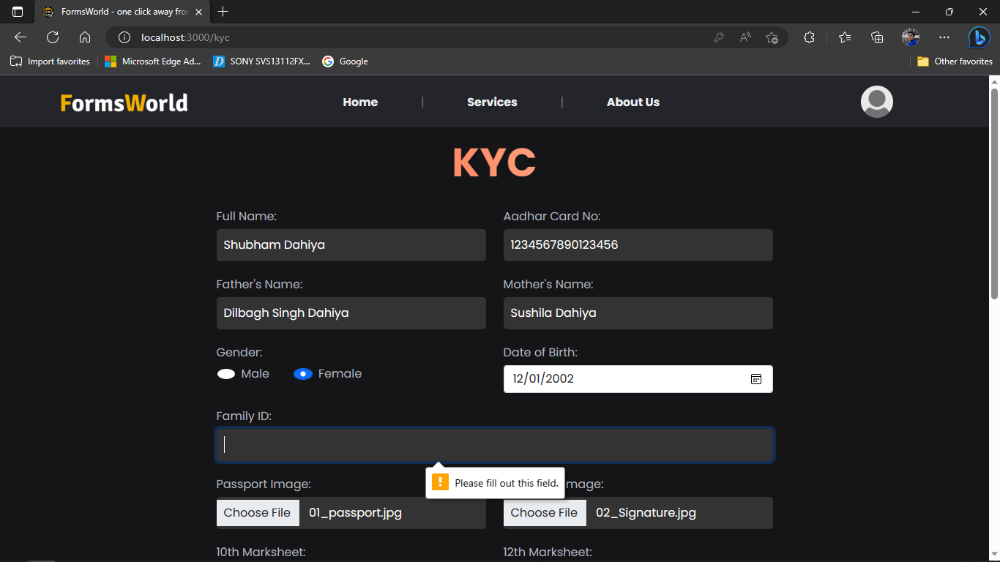 FormsWorld - one click away fro
localhost:3000/kyc
Import favorites Microsoft Edge Ad... SONY SVS13112FX... Google Other favorites
FormsWorld Home | Services | About Us
KYC
Full Name: Aadhar Card No:
Shubham Dahiya 1234567890123456
Father's Name: Mother's Name:
Dilbagh Singh Dahiya Sushila Dahiya
Gender: Date of Birth:
Male Female 12/01/2002
Family ID:
Please fill out this field.
Passport Image: mage:
Choose File 01_passport.jpg Choose File 02_Signature.jpg
10th Marksheet: 12th Marksheet: